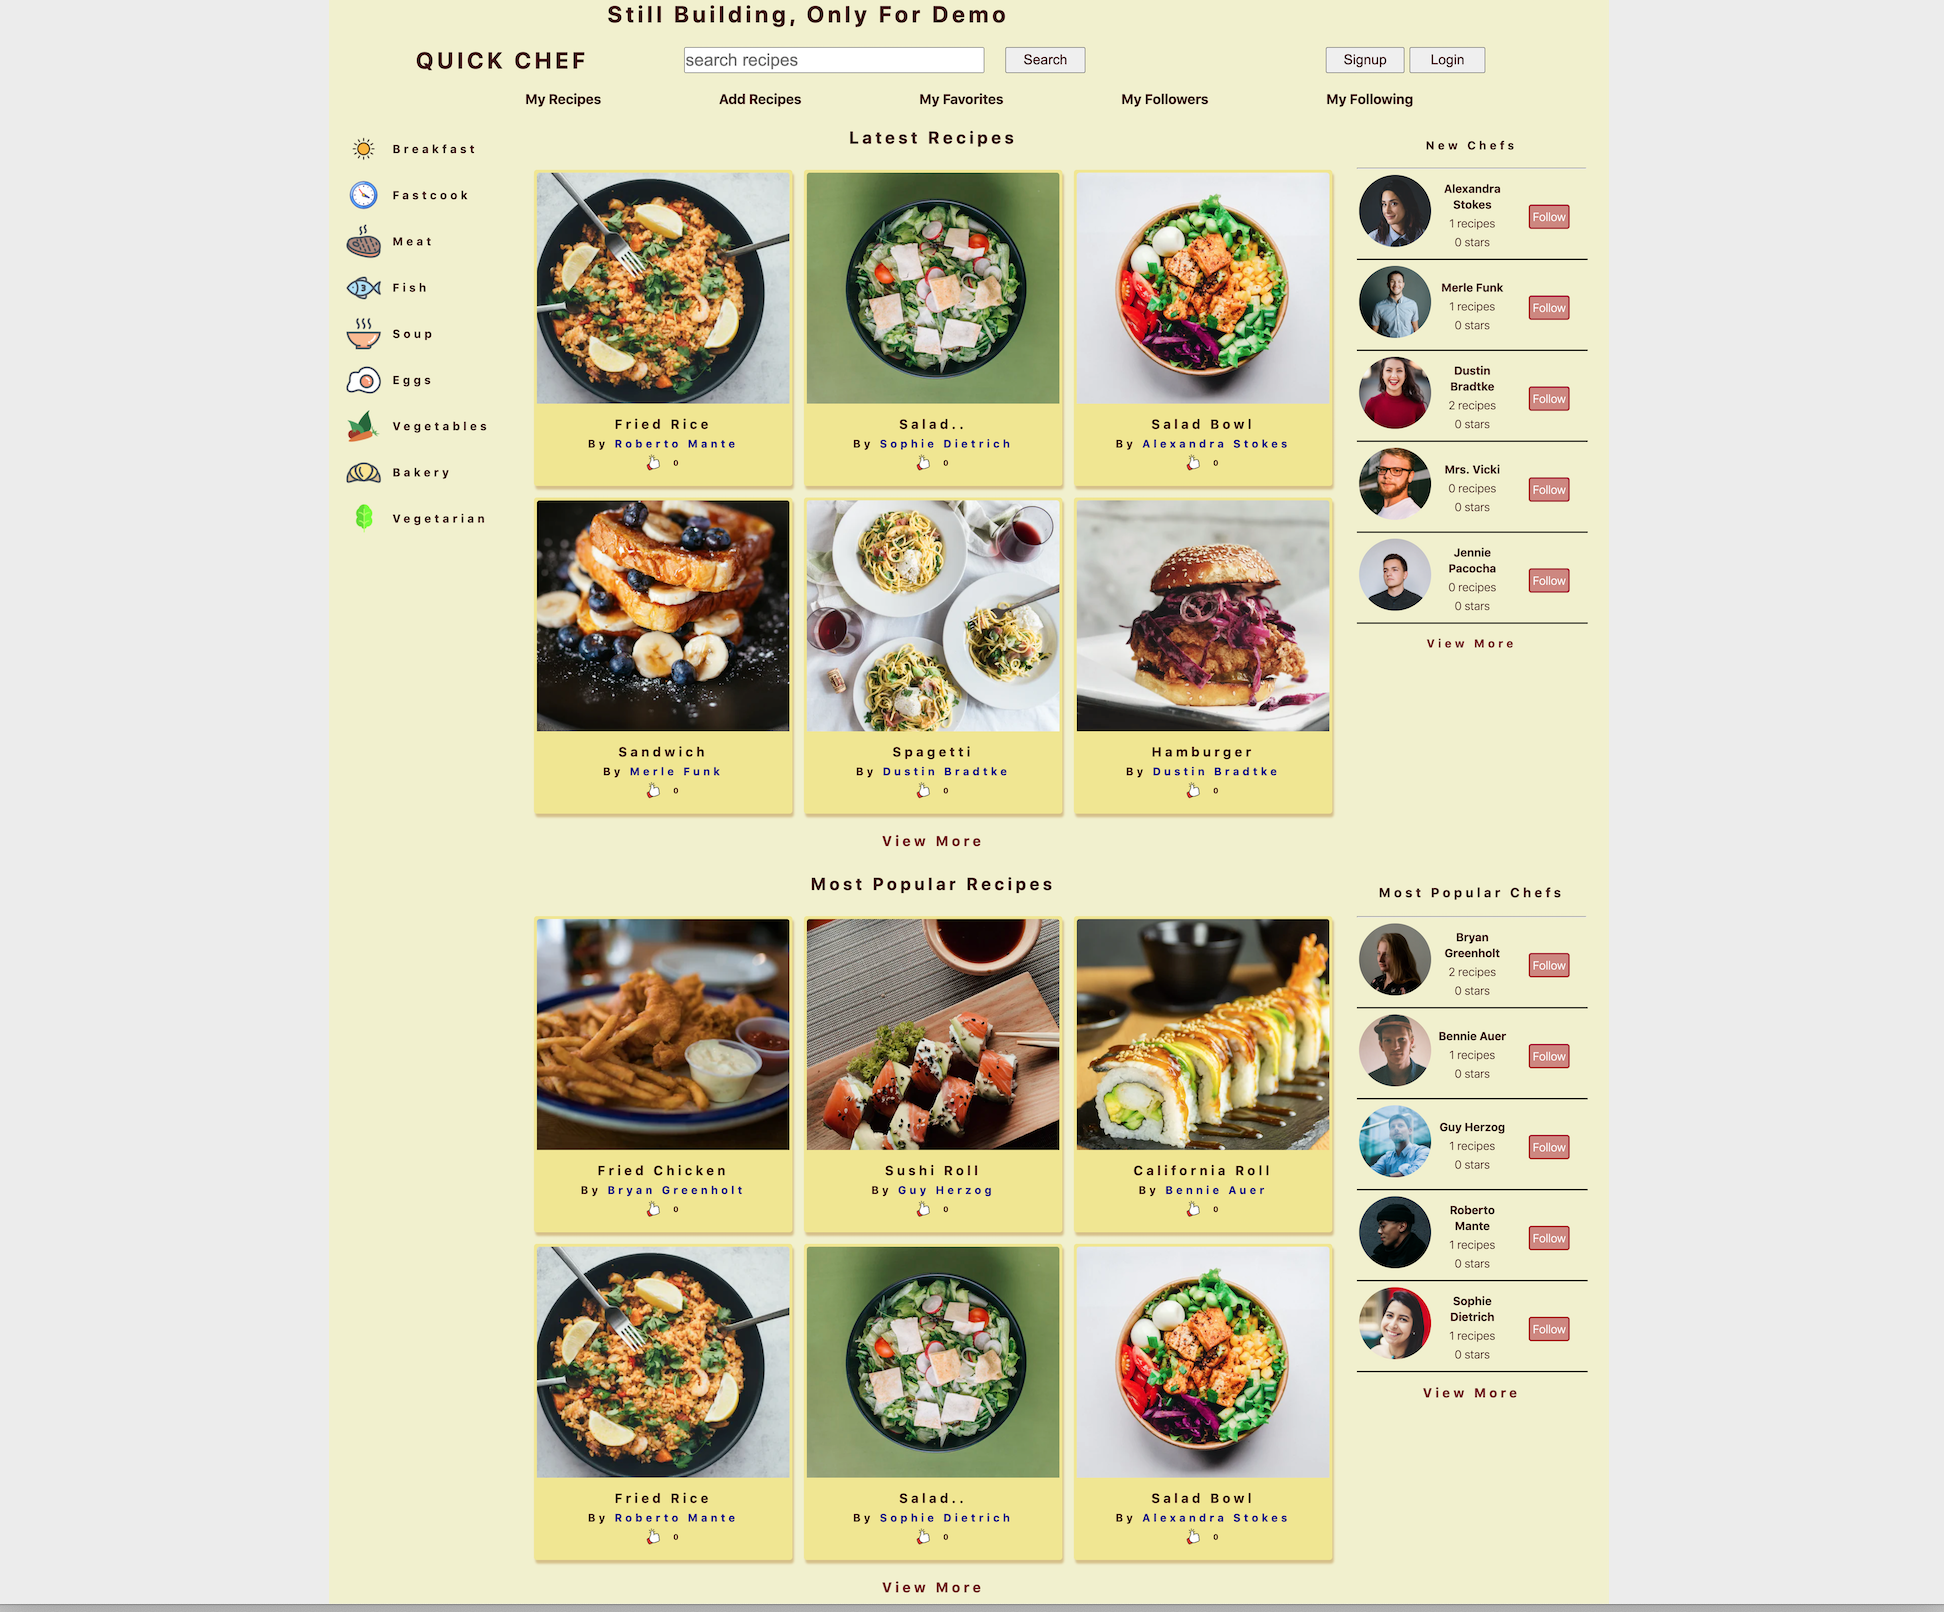 Still Building, Only For Demo
QUICK CHEF
search recipes
Search
Signup
Login
My Recipes
Add Recipes
My Favorites
My Followers
My Following
Breakfast
Fastcook
Meat
Fish
Soup
Eggs
Vegetables
Bakery
Vegetarian
Latest Recipes
Fried Rice
By Roberto Mante
0
Salad..
By Sophie Dietrich
0
Salad Bowl
By Alexandra Stokes
0
Sandwich
By Merle Funk
0
Spagetti
By Dustin Bradtke
0
Hamburger
By Dustin Bradtke
0
View More
New Chefs
Alexandra
Stokes
1 recipes
0 stars
Follow
Merle Funk
1 recipes
0 stars
Follow
Dustin
Bradtke
2 recipes
0 stars
Follow
Mrs. Vicki
0 recipes
0 stars
Follow
Jennie
Pacocha
0 recipes
0 stars
Follow
View More
Most Popular Recipes
Fried Chicken
By Bryan Greenholt
0
Sushi Roll
By Guy Herzog
0
California Roll
By Bennie Auer
0
Fried Rice
By Roberto Mante
0
Salad..
By Sophie Dietrich
0
Salad Bowl
By Alexandra Stokes
0
View More
Most Popular Chefs
Bryan
Greenholt
2 recipes
0 stars
Follow
Bennie Auer
1 recipes
0 stars
Follow
Guy Herzog
1 recipes
0 stars
Follow
Roberto
Mante
1 recipes
0 stars
Follow
Sophie
Dietrich
1 recipes
0 stars
Follow
View More